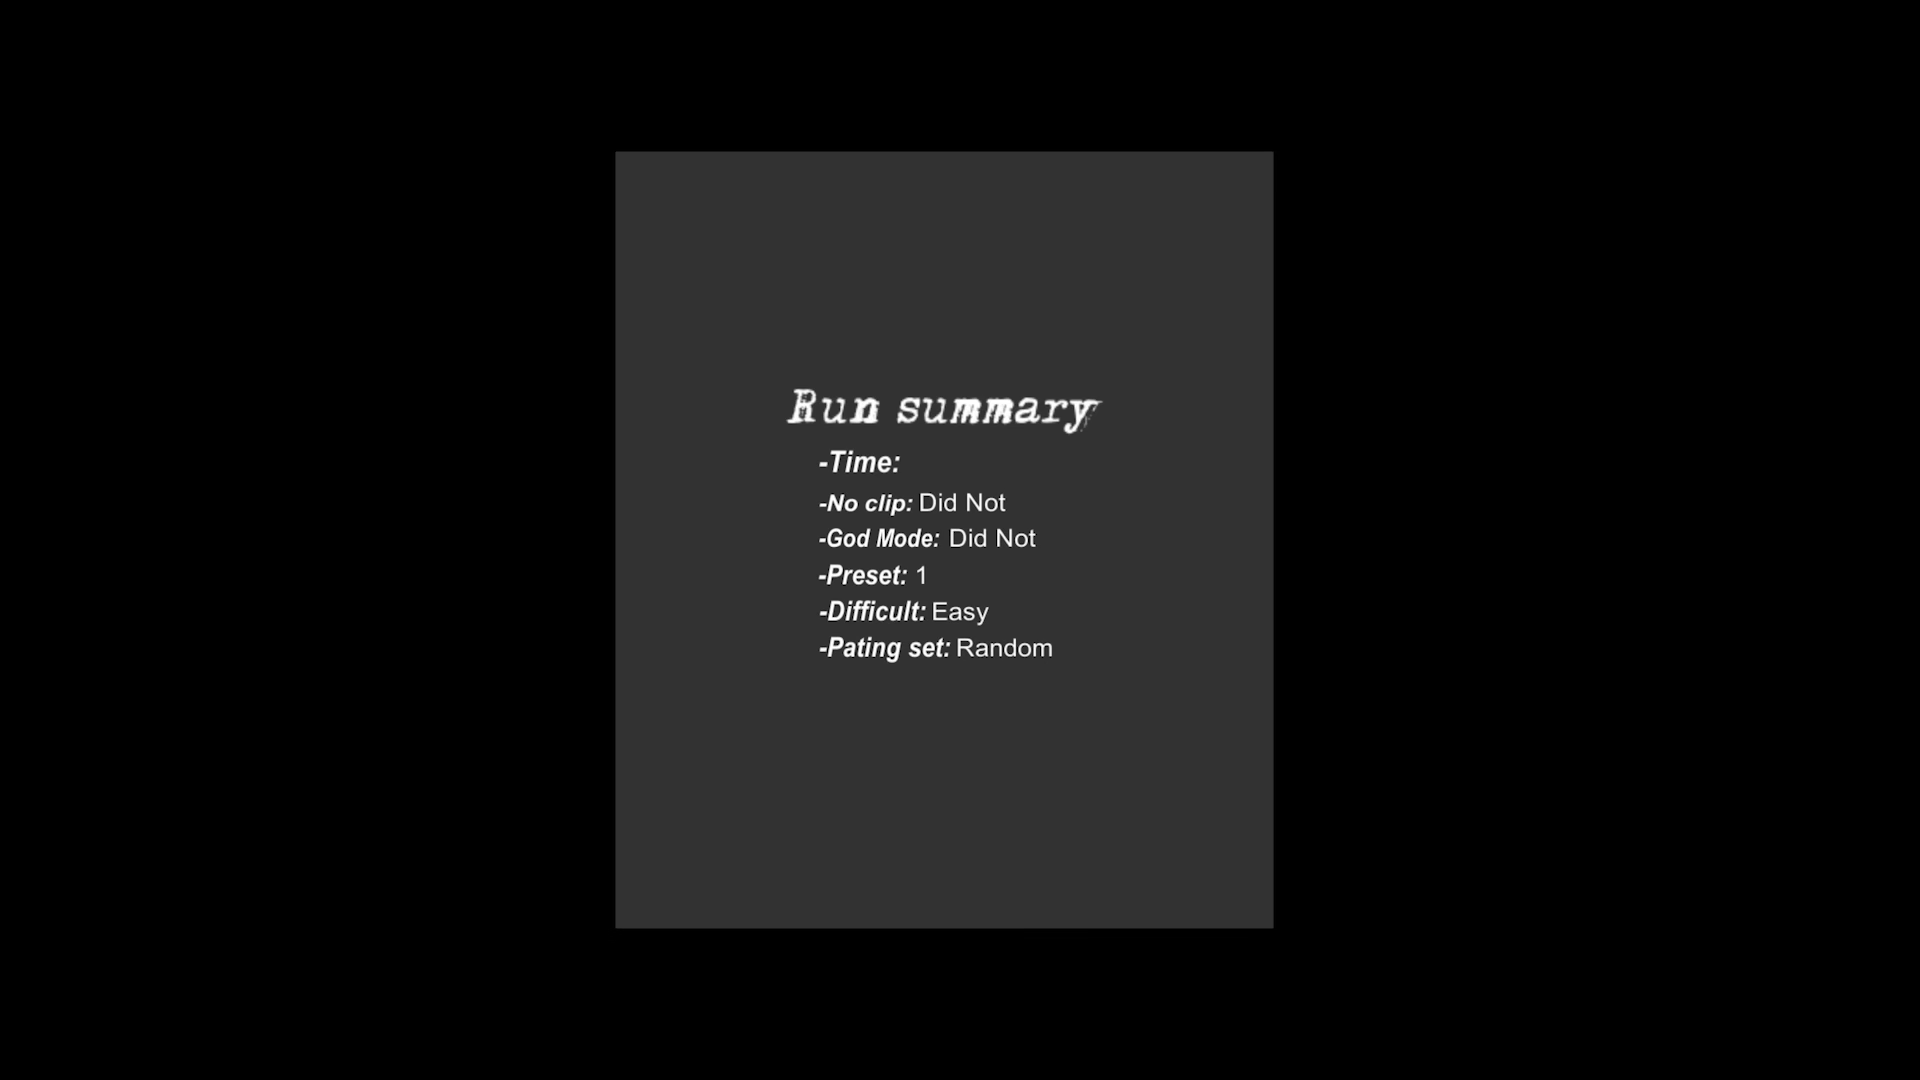 Run summary
-Time:
-No clip: Did Not
-God Mode: Did Not
-Preset: 1
-Difficult: Easy
-Pating set: Random